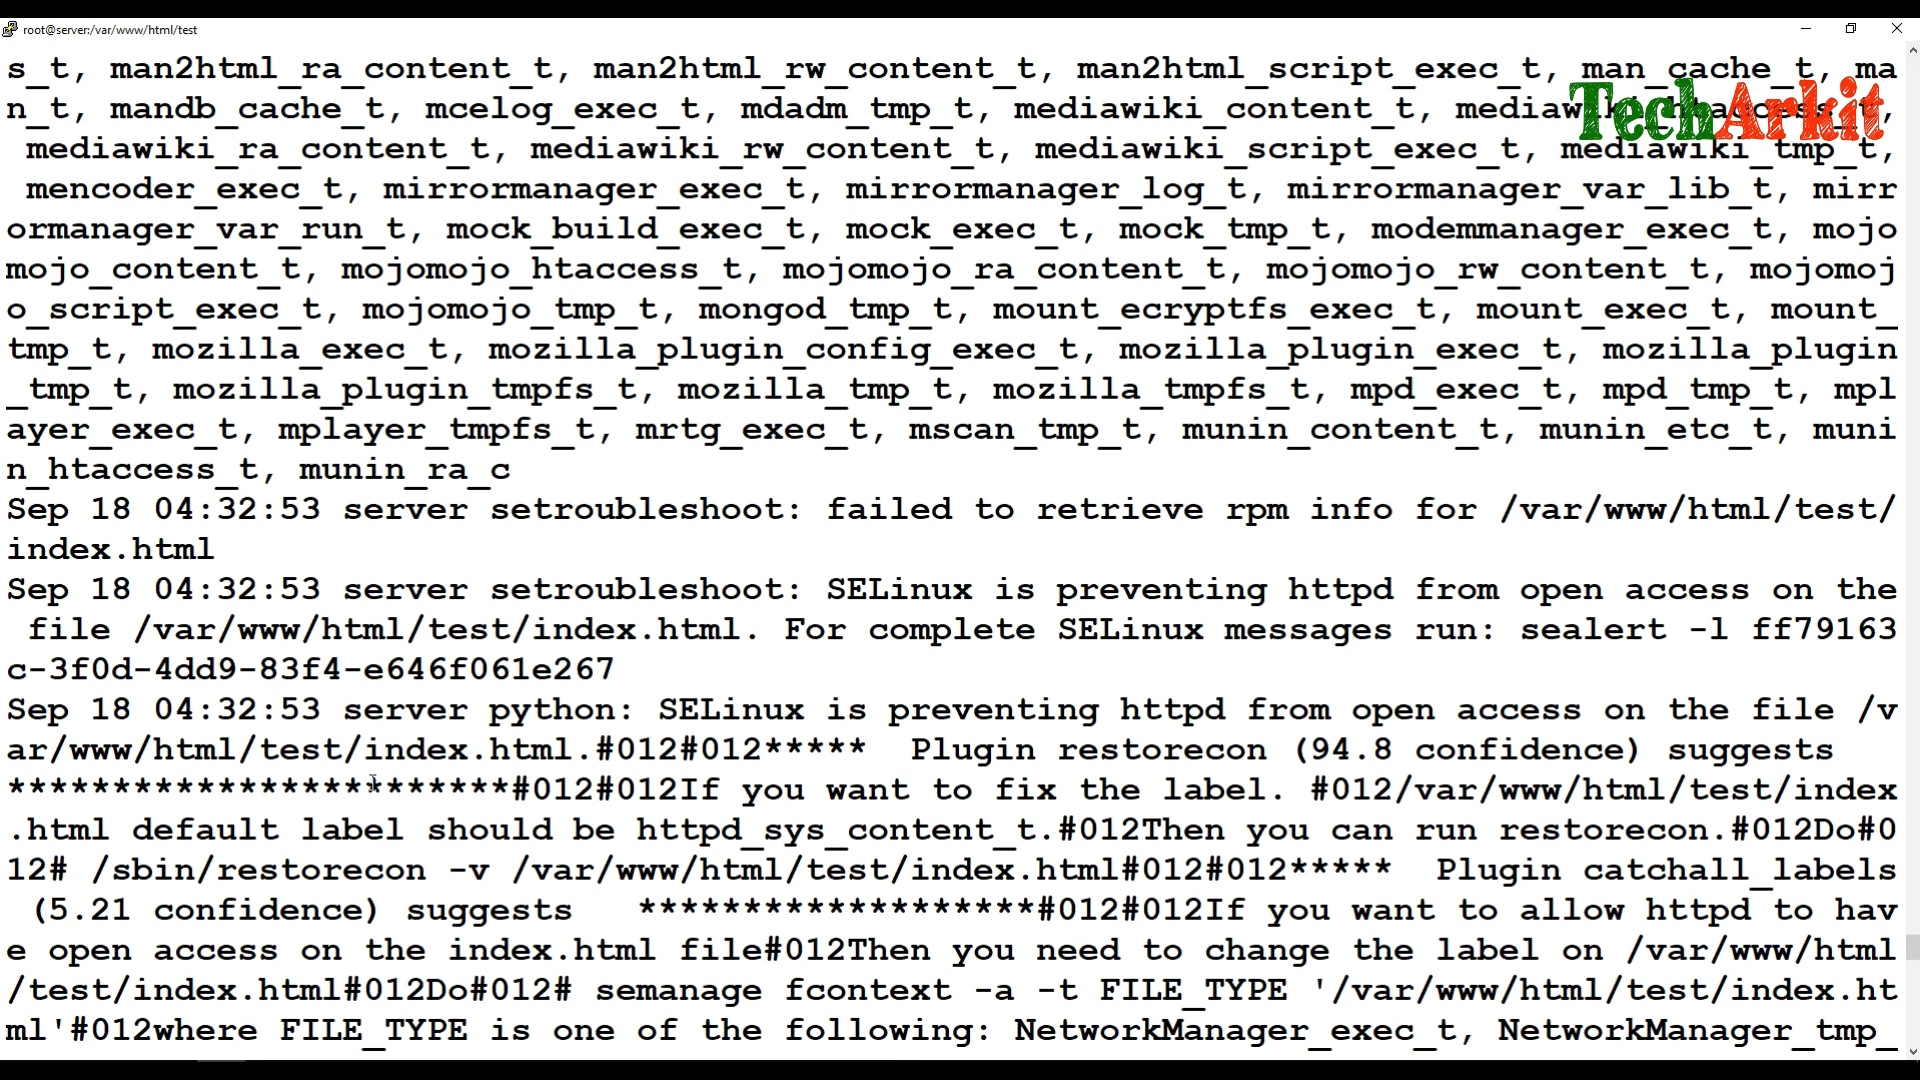 root@server:/var/www/html/test
s_t, man2html_ra_content_t, man2html_rw_content_t, man2html_script_exec_t, man_cache_t, ma
TechArkit
n_t, mandb_cache_t, mcelog_exec_t, mdadm_tmp_t, mediawiki_content_t, mediawiki_htaccess_t,
 mediawiki_ra_content_t, mediawiki_rw_content_t, mediawiki_script_exec_t, mediawiki_tmp_t,
 mencoder_exec_t, mirrormanager_exec_t, mirrormanager_log_t, mirrormanager_var_lib_t, mirr
ormanager_var_run_t, mock_build_exec_t, mock_exec_t, mock_tmp_t, modemmanager_exec_t, mojo
mojo_content_t, mojomojo_htaccess_t, mojomojo_ra_content_t, mojomojo_rw_content_t, mojomoj
o_script_exec_t, mojomojo_tmp_t, mongod_tmp_t, mount_ecryptfs_exec_t, mount_exec_t, mount_
tmp_t, mozilla_exec_t, mozilla_plugin_config_exec_t, mozilla_plugin_exec_t, mozilla_plugin
_tmp_t, mozilla_plugin_tmpfs_t, mozilla_tmp_t, mozilla_tmpfs_t, mpd_exec_t, mpd_tmp_t, mpl
ayer_exec_t, mplayer_tmpfs_t, mrtg_exec_t, mscan_tmp_t, munin_content_t, munin_etc_t, muni
n_htaccess_t, munin_ra_c
Sep 18 04:32:53 server setroubleshoot: failed to retrieve rpm info for /var/www/html/test/
index.html
Sep 18 04:32:53 server setroubleshoot: SELinux is preventing httpd from open access on the
 file /var/www/html/test/index.html. For complete SELinux messages run: sealert -l ff79163
c-3f0d-4dd9-83f4-e646f061e267
Sep 18 04:32:53 server python: SELinux is preventing httpd from open access on the file /v
ar/www/html/test/index.html.#012#012*****  Plugin restorecon (94.8 confidence) suggests
************************#012#012If you want to fix the label. #012/var/www/html/test/index
.html default label should be httpd_sys_content_t.#012Then you can run restorecon.#012Do#0
12# /sbin/restorecon -v /var/www/html/test/index.html#012#012*****  Plugin catchall_labels
 (5.21 confidence) suggests   *******************#012#012If you want to allow httpd to hav
e open access on the index.html file#012Then you need to change the label on /var/www/html
/test/index.html#012Do#012# semanage fcontext -a -t FILE_TYPE '/var/www/html/test/index.ht
ml'#012where FILE_TYPE is one of the following: NetworkManager_exec_t, NetworkManager_tmp_